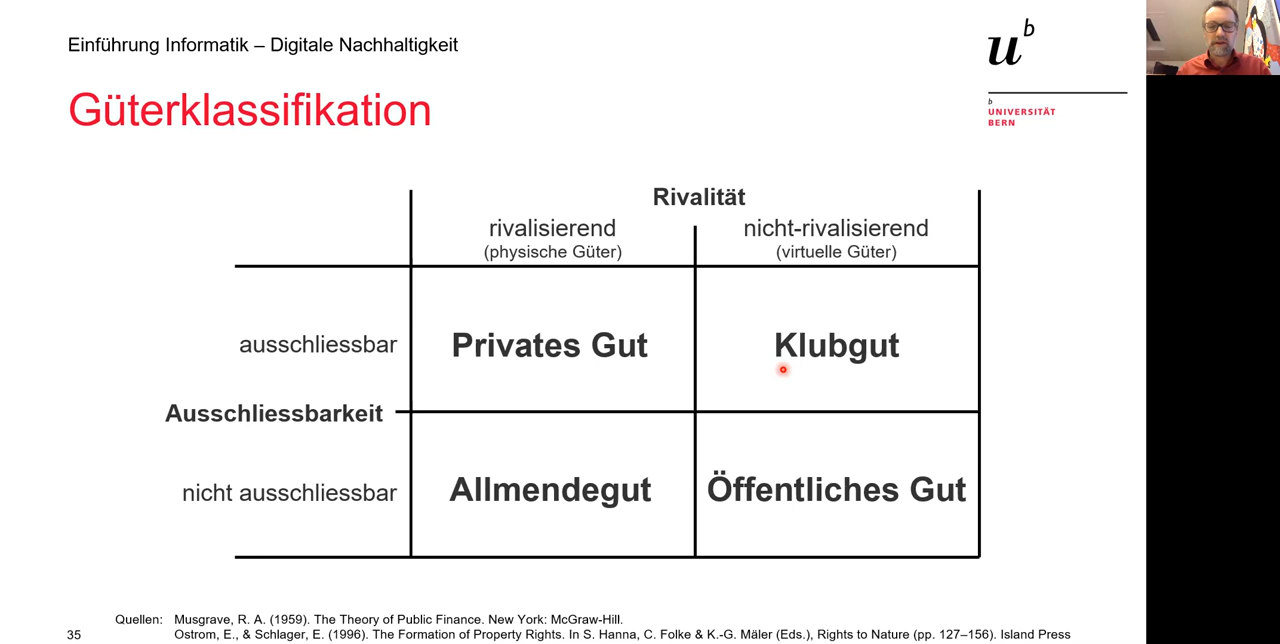 Einführung Informatik – Digitale Nachhaltigkeit
Güterklassifikation
u b
b
UNIVERSITÄT
BERN
Rivalität
rivalisierend
(physische Güter)
nicht-rivalisierend
(virtuelle Güter)
ausschliessbar
Privates Gut
Klubgut
Ausschliessbarkeit
nicht ausschliessbar
Allmendegut
Öffentliches Gut
Quellen: Musgrave, R. A. (1959). The Theory of Public Finance. New York: McGraw-Hill.
35
Ostrom, E., & Schlager, E. (1996). The Formation of Property Rights. In S. Hanna, C. Folke & K.-G. Mäler (Eds.), Rights to Nature (pp. 127–156). Island Press